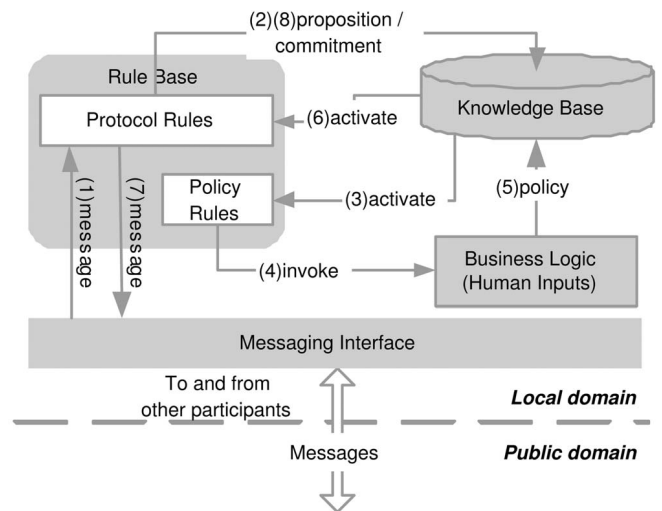 (2)(8)proposition /
commitment
Rule Base
Protocol Rules
Knowledge Base
(6)activate
(1)message
(7)message
Policy
Rules
(3)activate
(5)policy
(4)invoke
Business Logic
(Human Inputs)
Messaging Interface
To and from
other participants
Local domain
Messages
Public domain